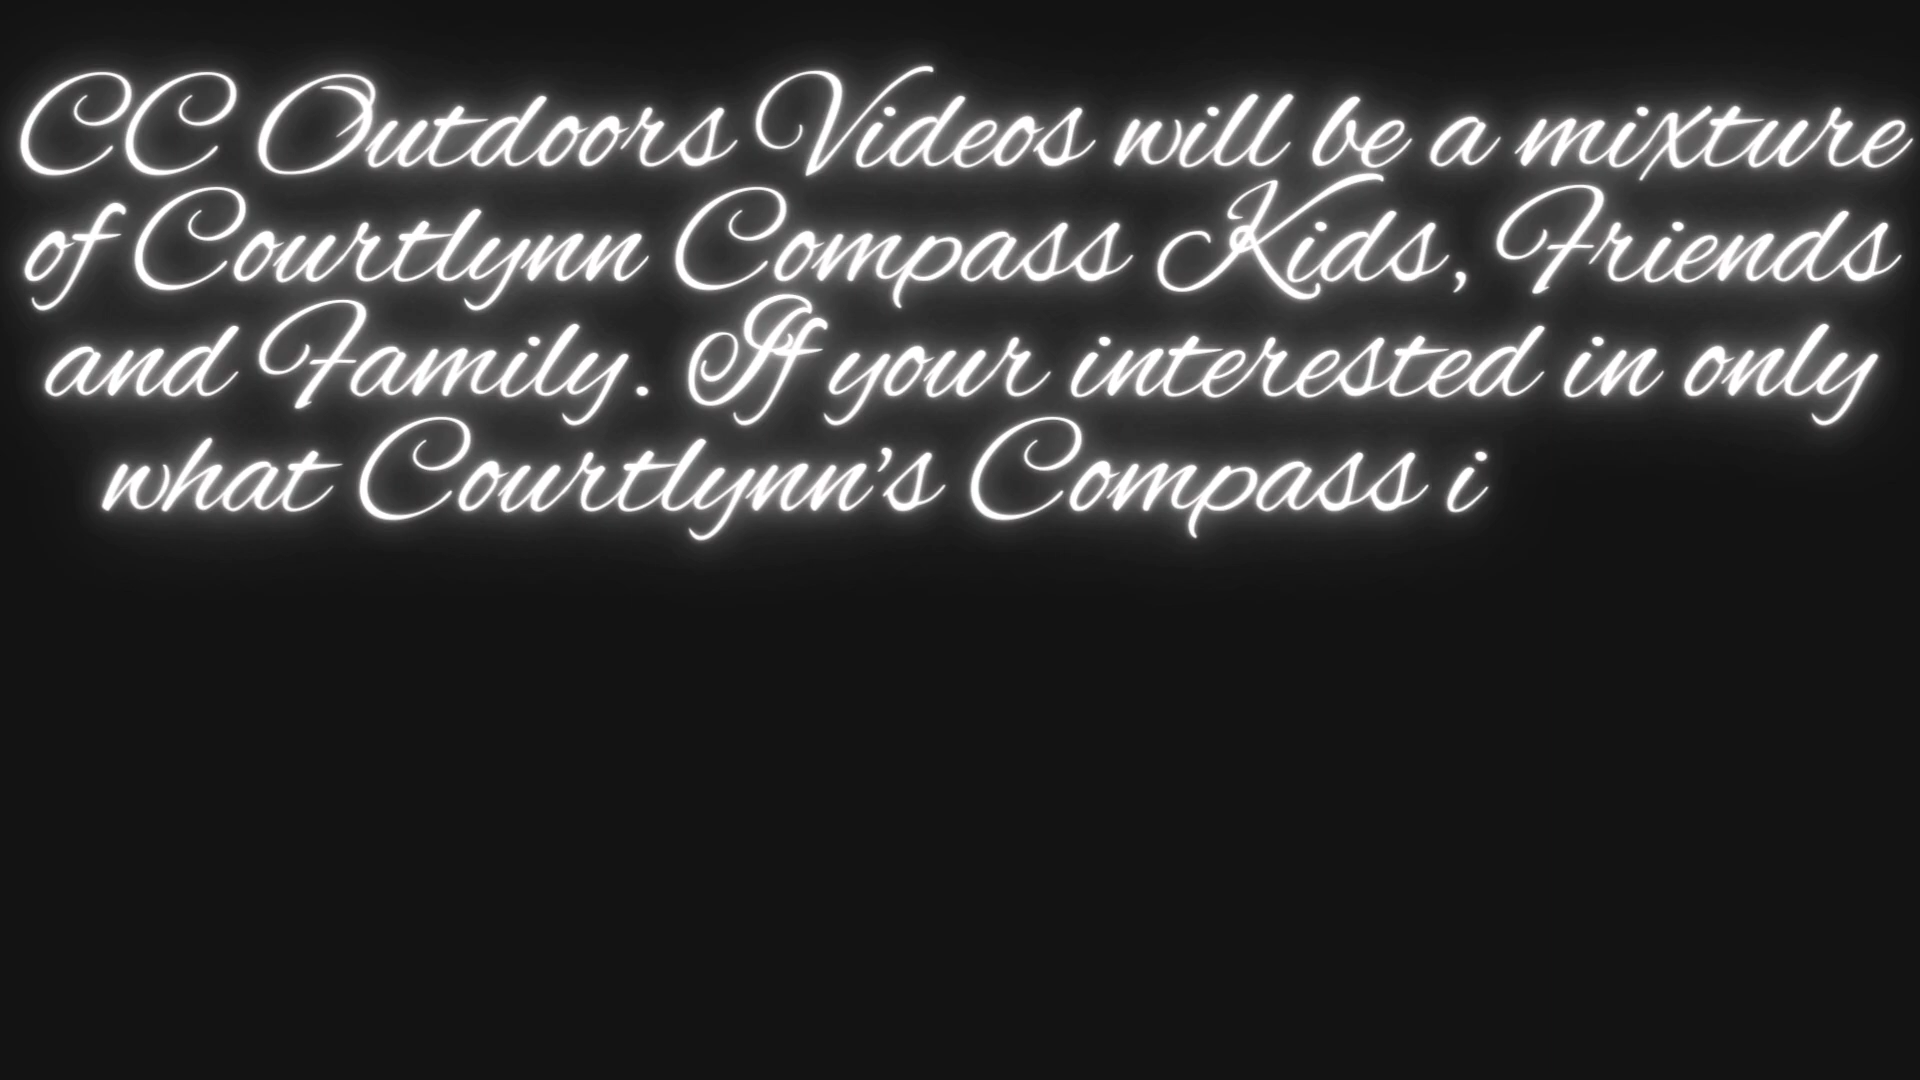 CC Outdoors Videos will be a mixture
of Courtlynn Compass Kids, Friends
and Family. If your interested in only
what Courtlynn's Compass i